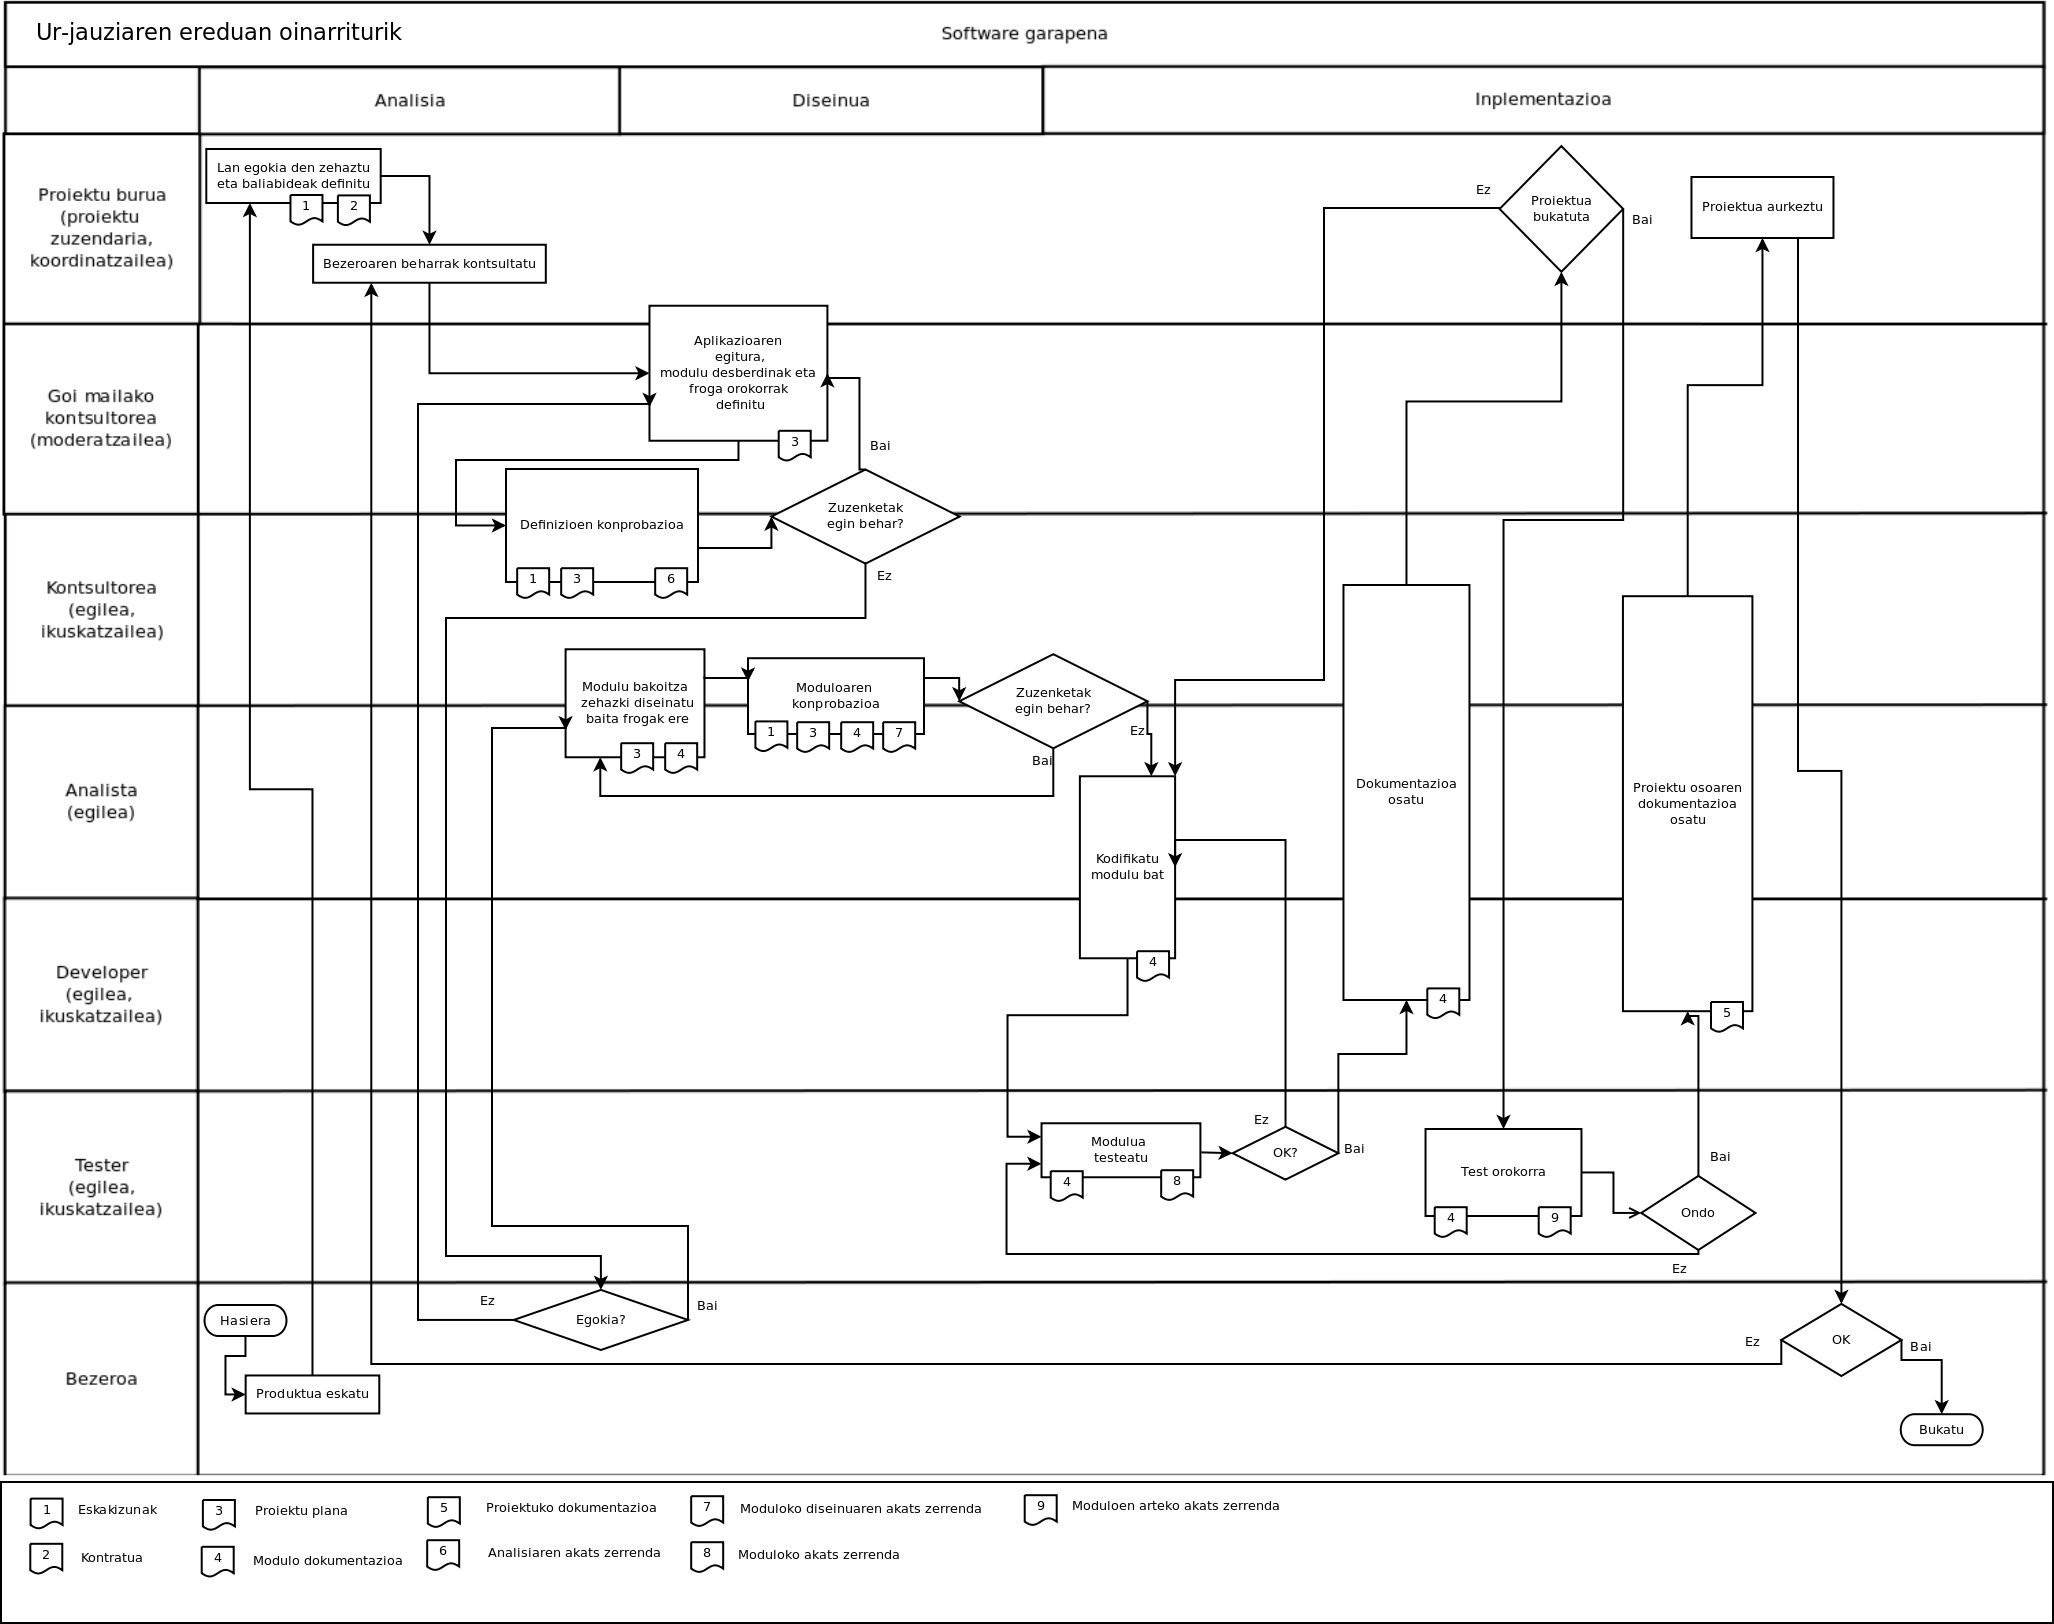 Ur-jauziaren ereduan oinarriturik
Software garapena
Analisia
Diseinua
Inplementazioa
Proiektu burua
(proiektu
zuzendaria,
koordinatzailea)
Lan egokia den zehaztu
eta baliabideak definitu
1
2
Bezeroaren beharrak kontsultatu
Ez
Proiektua
bukatuta
Bai
Proiektua aurkeztu
Goi mailako
kontsultorea
(moderatzailea)
Aplikazioaren
egitura,
modulu desberdinak eta
froga orokorrak
definitu
3
Bai
Definizioen konprobazioa
1
3
6
Zuzenketak
egin behar?
Ez
Kontsultorea
(egilea,
ikuskatzailea)
Modulu bakoitza
zehazki diseinatu
baita frogak ere
3
4
Moduloaren
konprobazioa
1
3
4
7
Zuzenketak
egin behar?
Ez
Bai
Analista
(egilea)
Kodifikatu
modulu bat
4
Dokumentazioa
osatu
4
Proiektu osoaren
dokumentazioa
osatu
5
Developer
(egilea,
ikuskatzailea)
Tester
(egilea,
ikuskatzailea)
Modulua
testeatu
4
8
Ez
OK?
Bai
Test orokorra
4
9
Bai
Ondo
Ez
Bezeroa
Hasiera
Produktua eskatu
Ez
Egokia?
Bai
Ez
OK
Bai
Bukatu
1 Eskakizunak
3 Proiektu plana
5 Proiektuko dokumentazioa
7 Moduloko diseinuaren akats zerrenda
9 Moduloen arteko akats zerrenda
2 Kontratua
4 Modulo dokumentazioa
6 Analisiaren akats zerrenda
8 Moduloko akats zerrenda